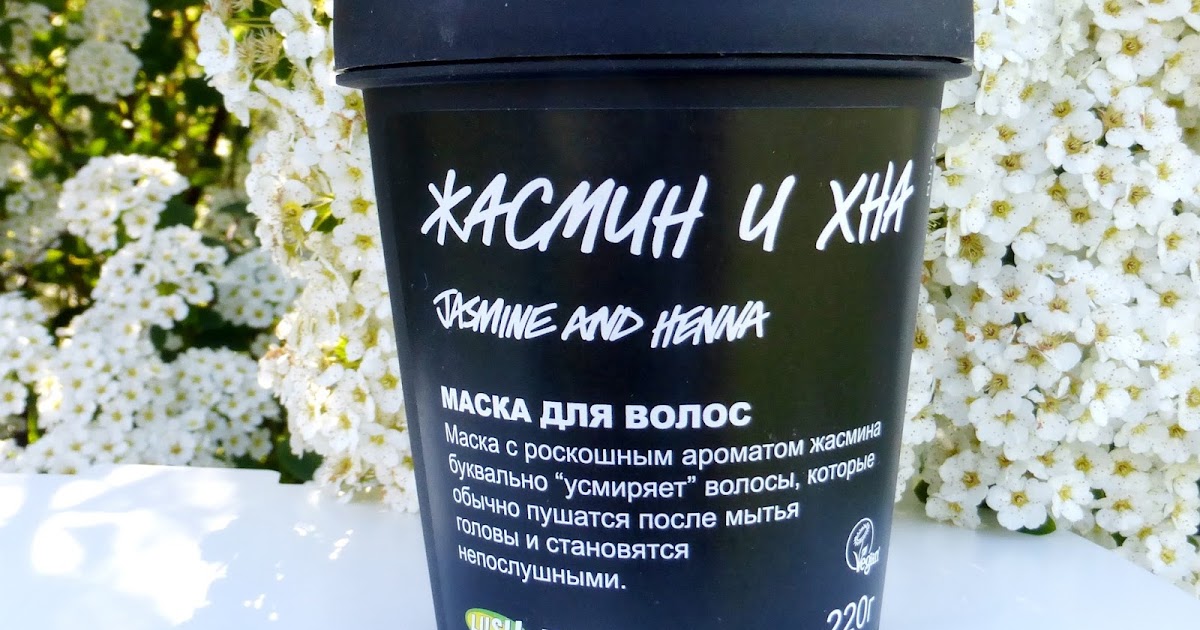 ЖАСМИН И ХНА
JASMINE AND HENNA
МАСКА ДЛЯ ВОЛОС
Маска с роскошным ароматом жасмина
буквально “усмиряет” волосы, которые
обычно пушатся после мытья
головы и становятся
непослушными.
Vegan
220г
LUSH